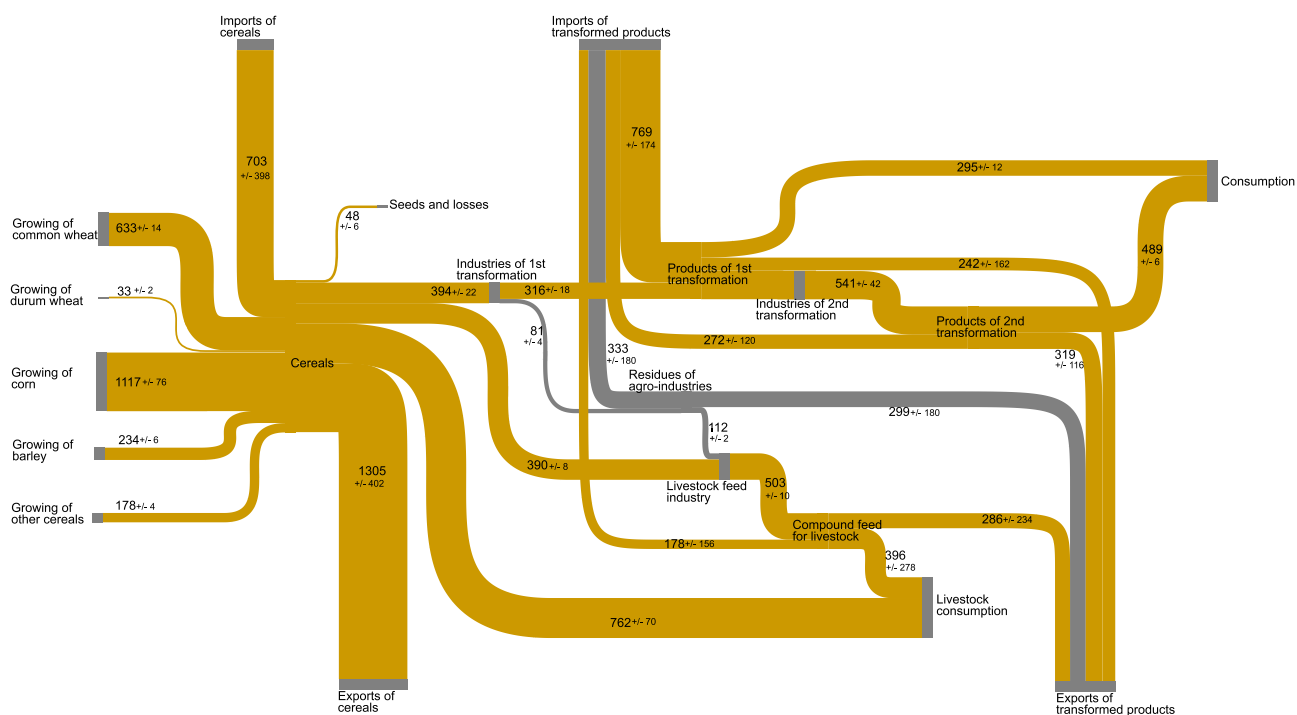 Imports of
cereals
Imports of
transformed products
703
+/- 398
769
+/- 174
295+/- 12
Consumption
Seeds and losses
48
+/- 6
Growing of
common wheat
633+/- 14
489
+/- 6
242+/- 162
Industries of 1st
transformation
Products of 1st
transformation
Growing of
durum wheat
33 +/- 2
394+/- 22
316+/- 18
541+/- 42
Industries of 2nd
transformation
Products of 2nd
transformation
81
+/- 4
272+/- 120
333
+/- 180
319
+/- 116
Cereals
Growing of
corn
1117+/- 76
Residues of
agro-industries
299+/- 180
112
+/- 2
Growing of
barley
234+/- 6
1305
+/- 402
390+/- 8
Livestock feed
industry
503
+/- 10
Growing of
other cereals
178+/- 4
Compound feed
for livestock
286+/- 234
178+/- 156
396
+/- 278
Livestock
consumption
762+/- 70
Exports of
cereals
Exports of
transformed products